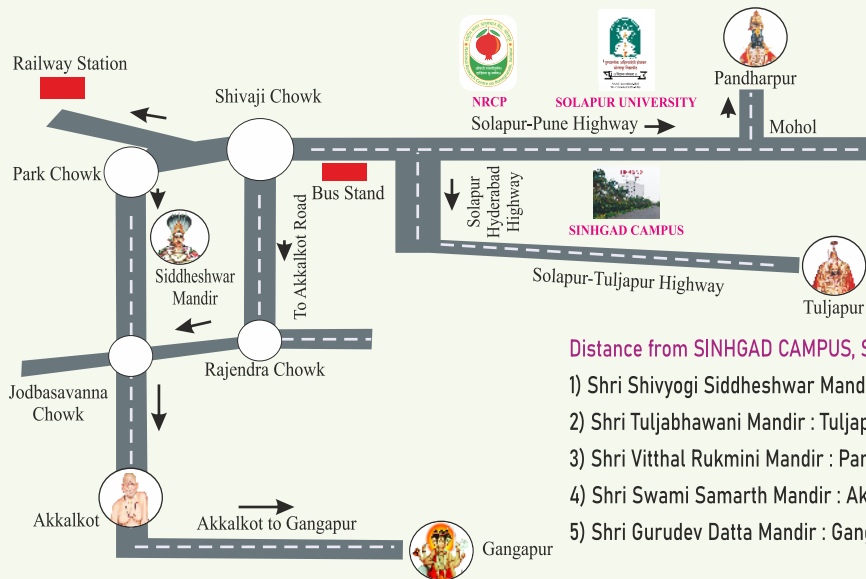 Railway Station
Shivaji Chowk
Park Chowk
Bus Stand
NRCP
SOLAPUR UNIVERSITY
Solapur-Pune Highway
Pandharpur
Mohol
Solapur
Hyderabad
Highway
SINHGAD CAMPUS
To Akkalkot Road
Siddheshwar
Mandir
Solapur-Tuljapur Highway
Tuljapur
Rajendra Chowk
Jodbasavanna
Chowk
Akkalkot
Akkalkot to Gangapur
Gangapur
Distance from SINHGAD CAMPUS, S
1) Shri Shivyogi Siddheshwar Mand
2) Shri Tuljabhawani Mandir : Tuljap
3) Shri Vitthal Rukmini Mandir : Pan
4) Shri Swami Samarth Mandir : Ak
5) Shri Gurudev Datta Mandir : Gang